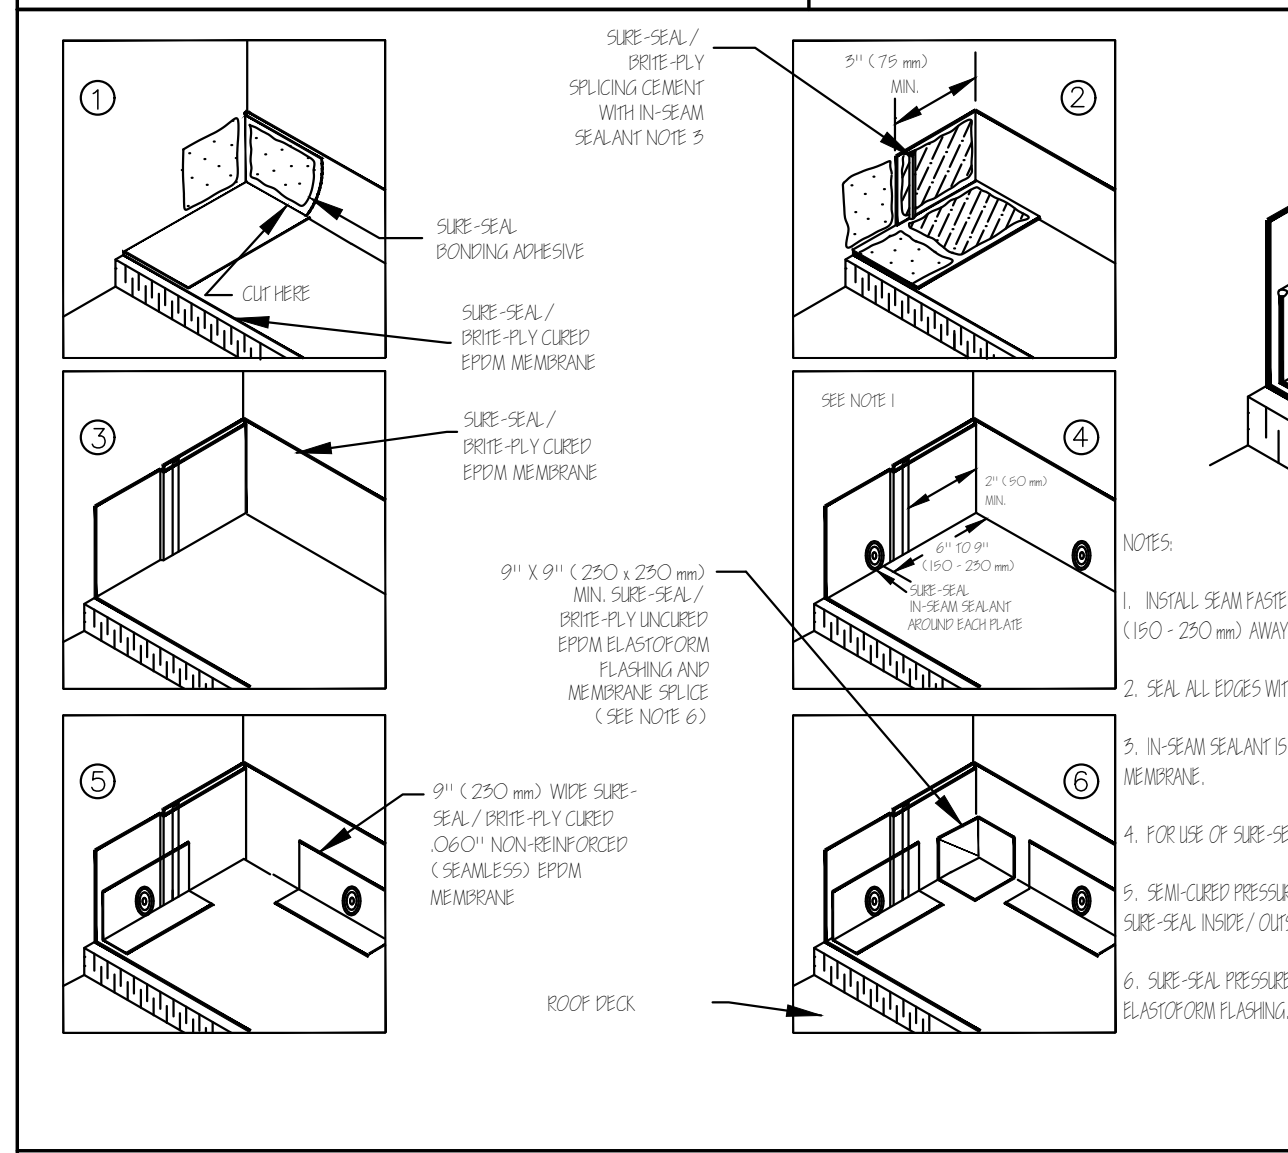 1
SURE-SEAL
BONDING ADHESIVE
CUT HERE
SURE-SEAL/
BRITE-PLY CURED
EPDM MEMBRANE
SURE-SEAL/
BRITE-PLY
SPLICING CEMENT
WITH IN-SEAM
SEALANT NOTE 3
3" (75 mm)
MIN.
2
3
SURE-SEAL/
BRITE-PLY CURED
EPDM MEMBRANE
SEE NOTE 1
4
2" (50 mm)
MIN.
6" TO 9"
(150 - 230 mm)
SURE-SEAL
IN-SEAM SEALANT
AROUND EACH PLATE
9" X 9" (230 x 230 mm)
MIN. SURE-SEAL/
BRITE-PLY UNCURED
EPDM ELASTOFORM
FLASHING AND
MEMBRANE SPLICE
(SEE NOTE 6)
5
9" (230 mm) WIDE SURE-
SEAL/BRITE-PLY CURED
.060" NON-REINFORCED
(SEAMLESS) EPDM
MEMBRANE
6
ROOF DECK
NOTES:
1. INSTALL SEAM FASTE
(150 - 230 mm) AWAY
2. SEAL ALL EDGES WIT
3. IN-SEAM SEALANT IS
MEMBRANE.
4. FOR USE OF SURE-SE
5. SEMI-CURED PRESSUR
SURE-SEAL INSIDE/OUTS
6. SURE-SEAL PRESSURE
ELASTOFORM FLASHING.